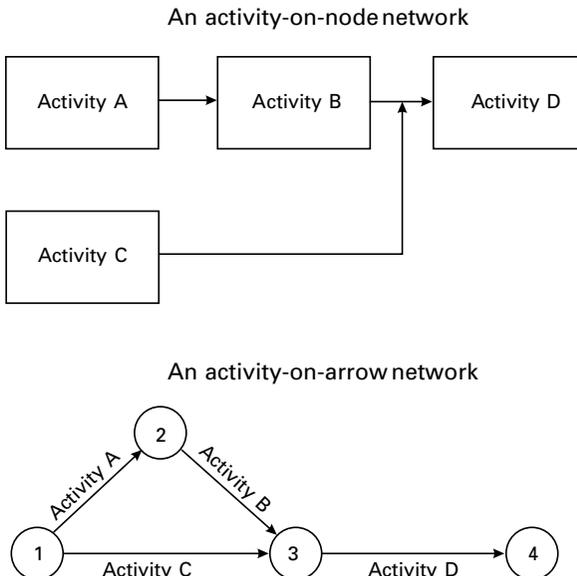 An activity-on-node network
Activity A
Activity B
Activity D
Activity C
An activity-on-arrow network
2
Activity A
Activity B
1
3
4
Activity C
Activity D